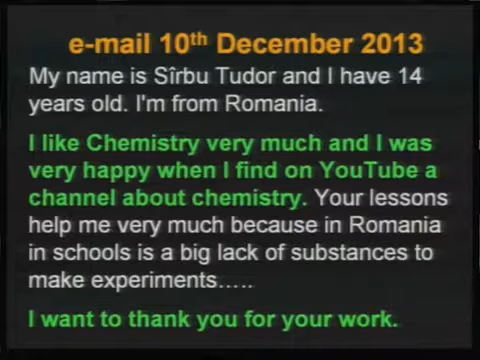 e-mail 10th December 2013
My name is Sîrbu Tudor and I have 14
years old. I'm from Romania.
I like Chemistry very much and I was
very happy when I find on YouTube a
channel about chemistry. Your lessons
help me very much because in Romania
in schools is a big lack of substances to
make experiments…..
I want to thank you for your work.